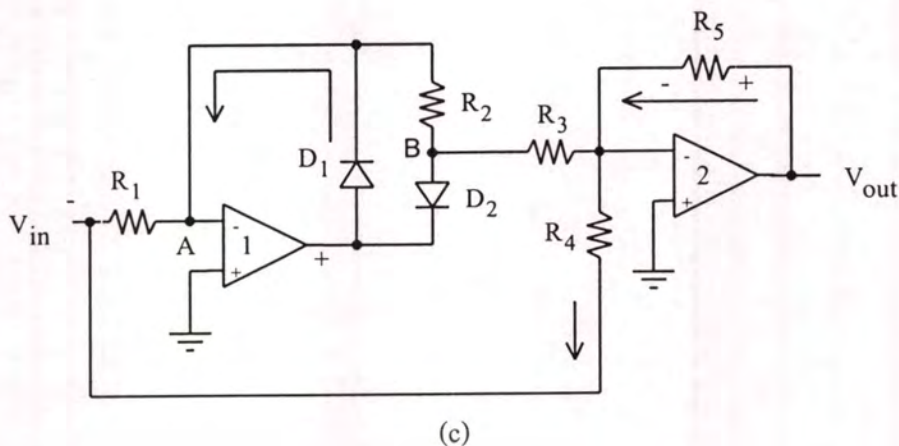 R5
- +
R2
B
R3
D1
R1
D2
- 2
+
Vout
Vin -
A
- 1
+
+
R4
(c)